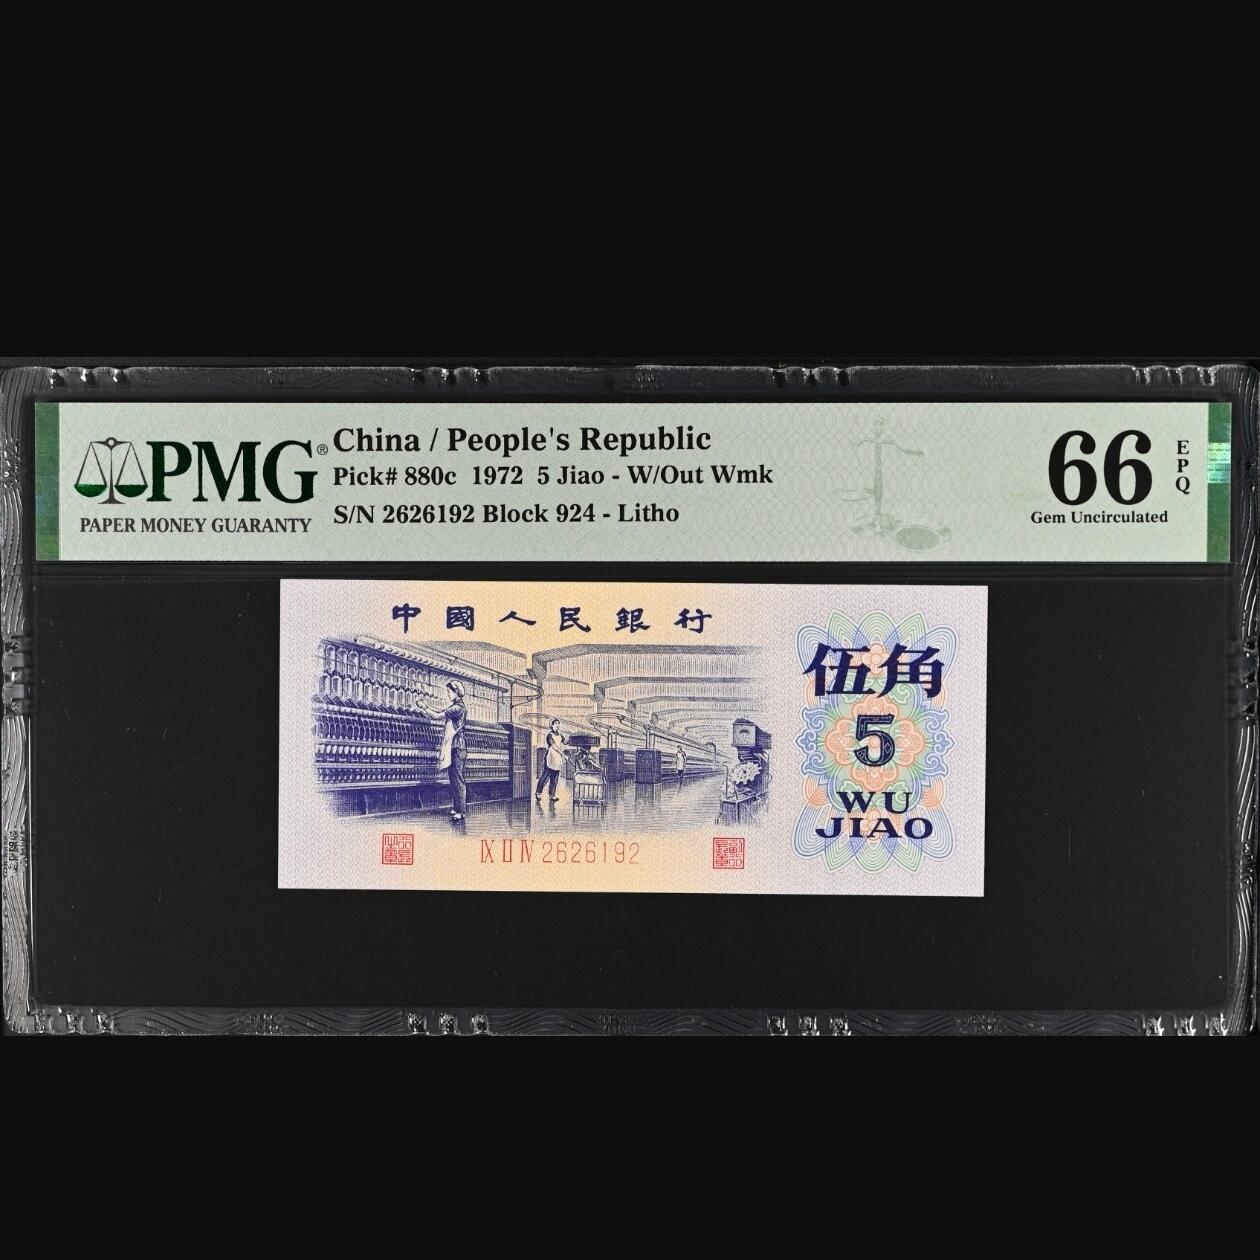 PMG®
PAPER MONEY GUARANTY
China / People's Republic
Pick# 880c 1972 5 Jiao - W/Out Wmk
S/N 2626192 Block 924 - Litho
66
EPQ
Gem Uncirculated
中國人民銀行
伍角
5
WU
JIAO
IX II IV 2626192